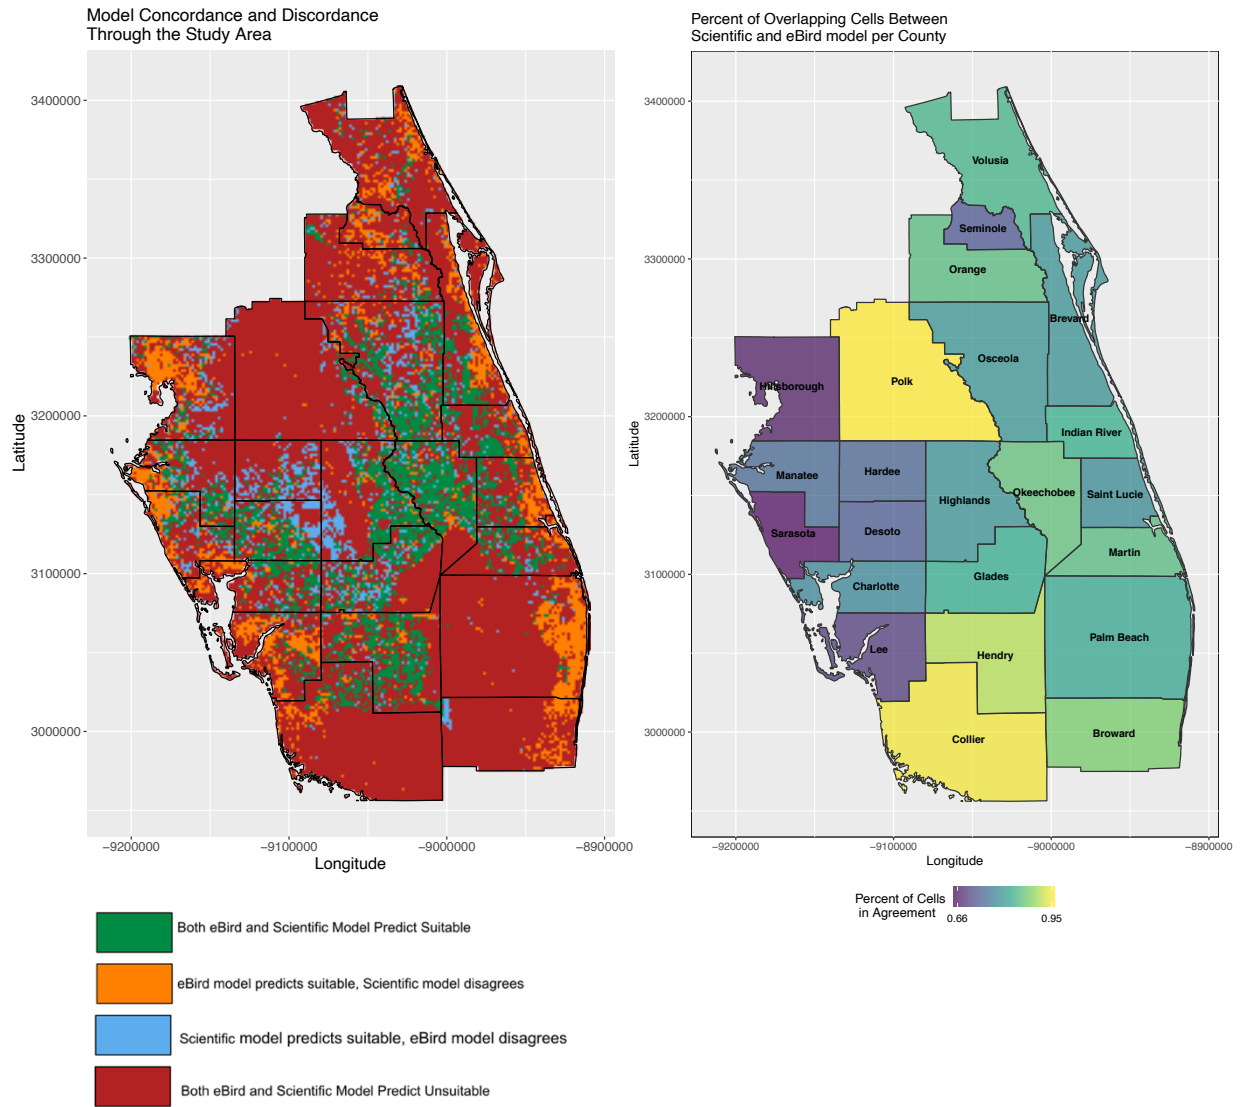 Model Concordance and Discordance
Through the Study Area
3400000
3300000
3200000
3100000
3000000
Latitude
−9200000
−9100000
−9000000
−8900000
Longitude
Both eBird and Scientific Model Predict Suitable
eBird model predicts suitable, Scientific model disagrees
Scientific model predicts suitable, eBird model disagrees
Both eBird and Scientific Model Predict Unsuitable
Percent of Overlapping Cells Between
Scientific and eBird model per County
3400000
3300000
3200000
3100000
3000000
Latitude
Volusia
Seminole
Orange
Brevard
Osceola
Polk
Hillsborough
Indian River
Manatee
Hardee
Highlands
Okeechobee
Saint Lucie
Sarasota
Desoto
Martin
Glades
Charlotte
Palm Beach
Lee
Hendry
Collier
Broward
−9200000
−9100000
−9000000
−8900000
Longitude
Percent of Cells
in Agreement
0.66
0.95